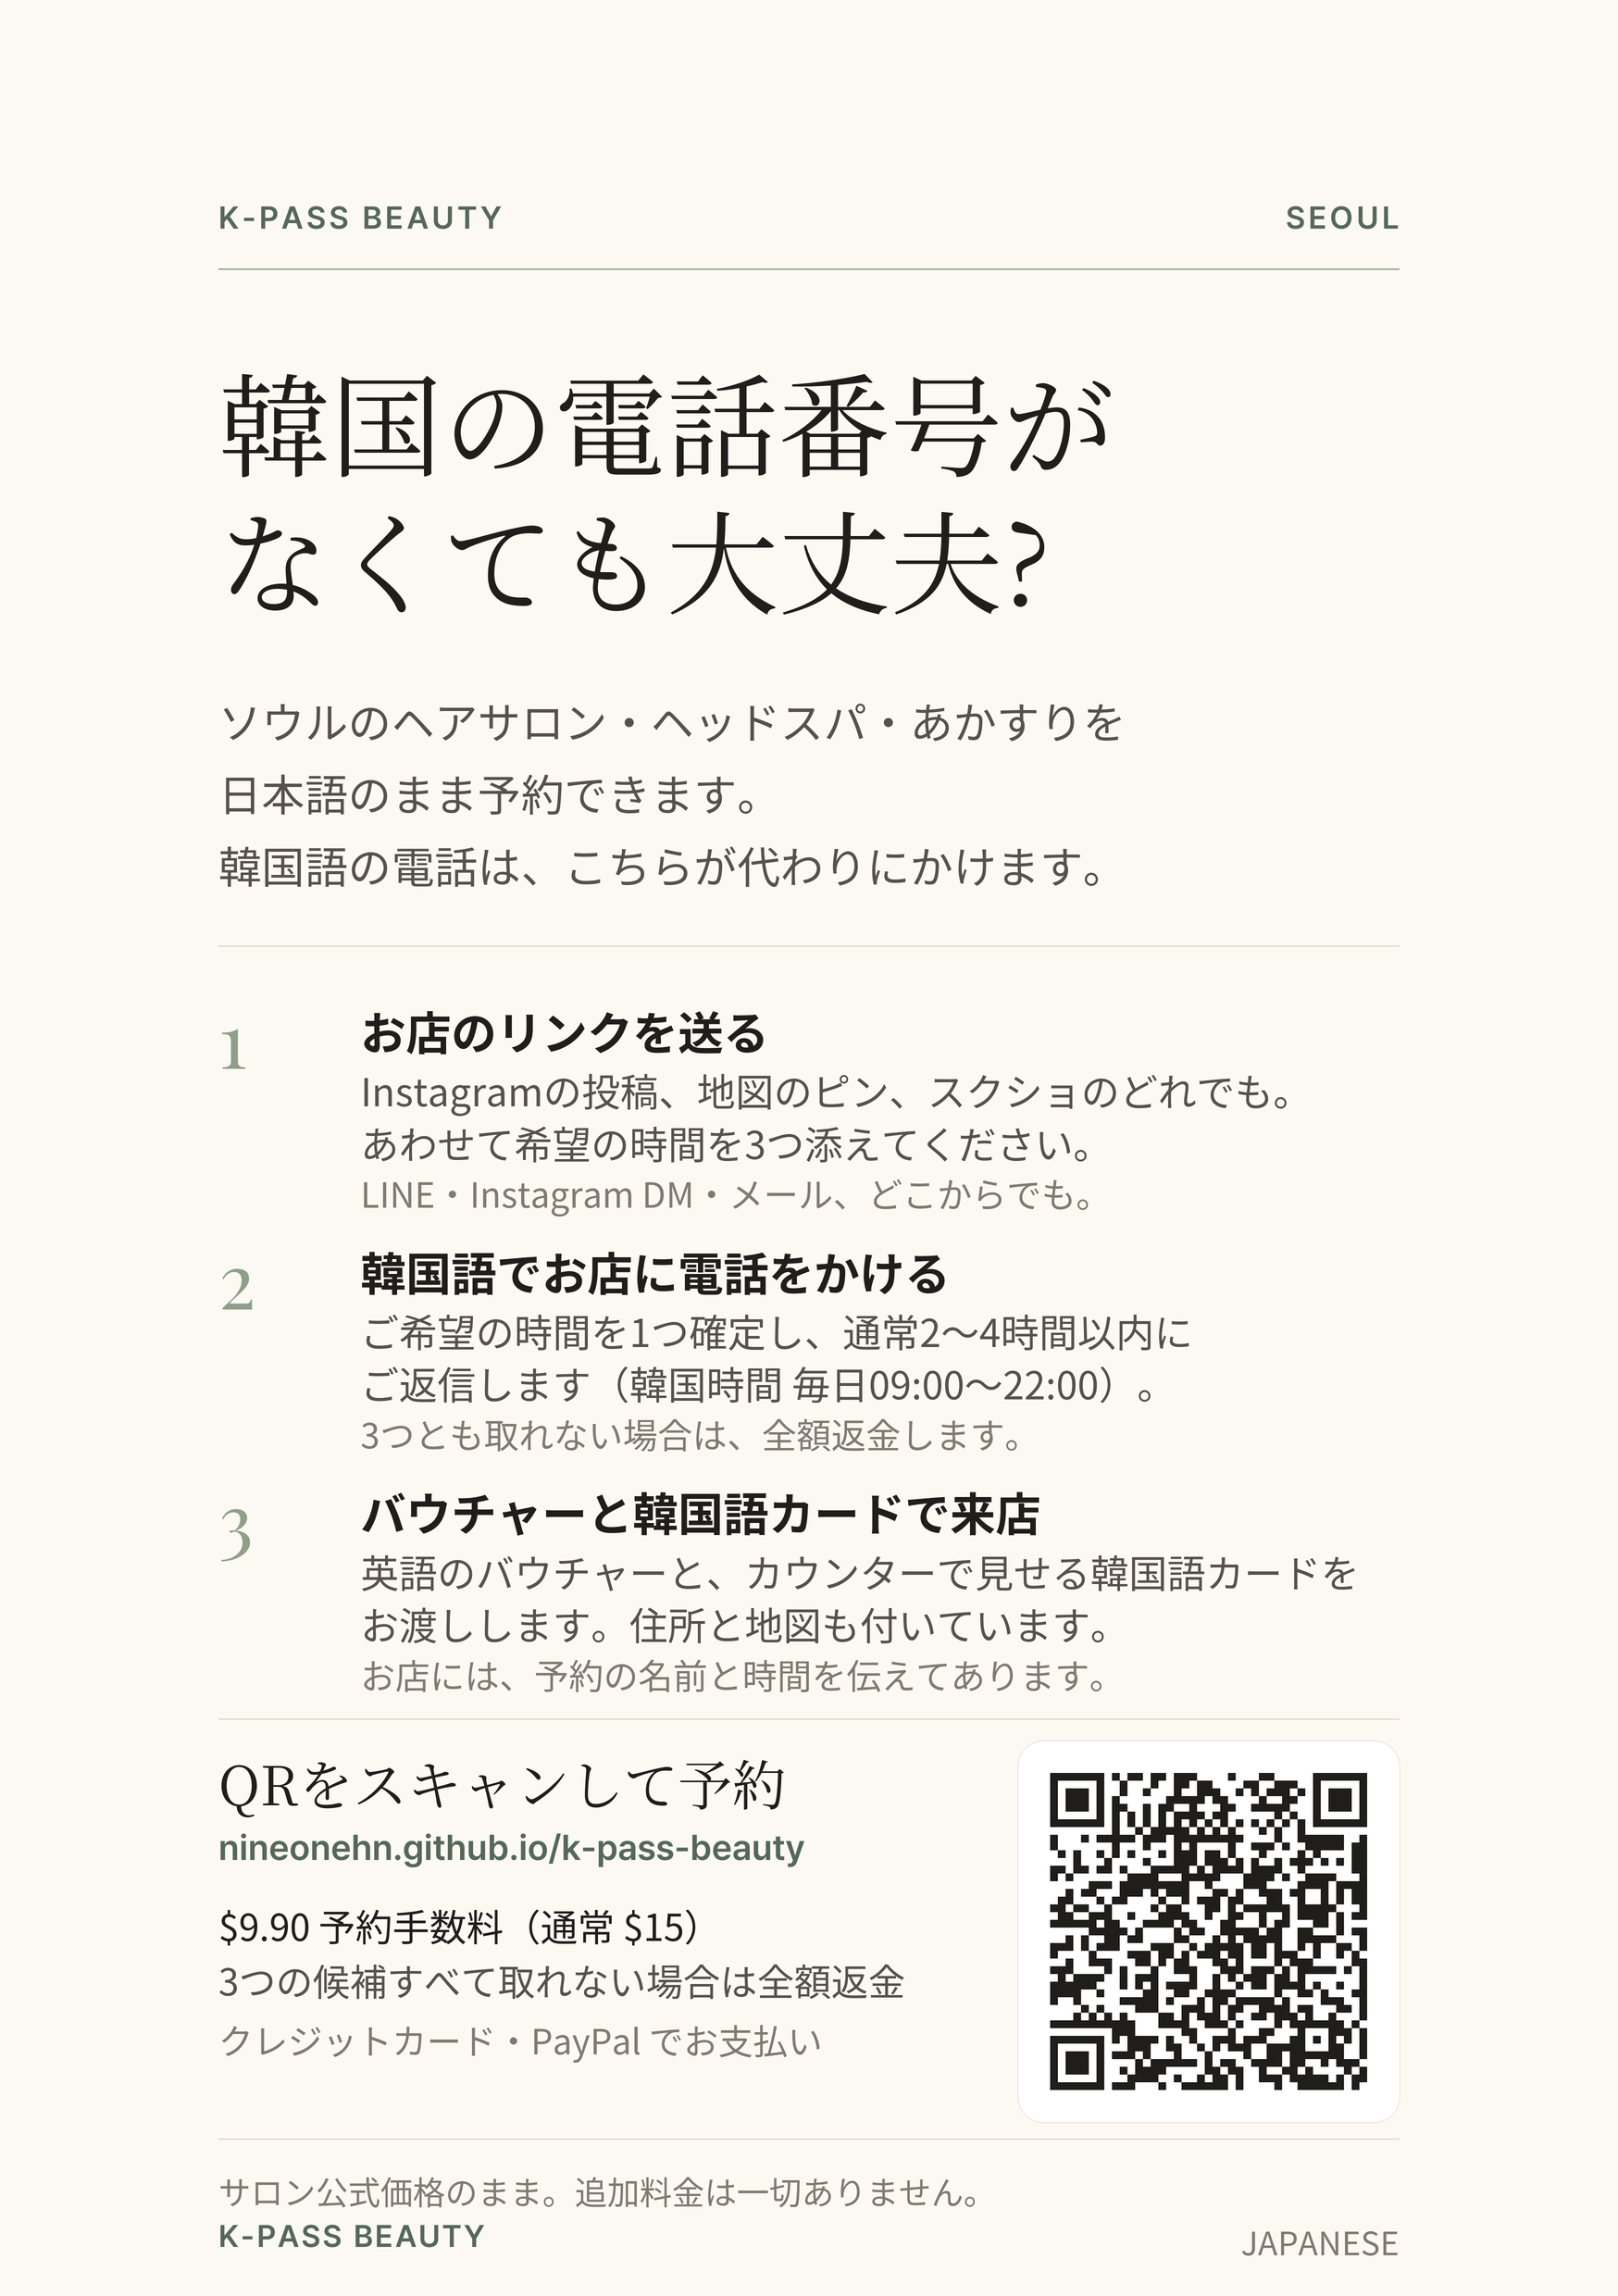 K-PASS BEAUTY
SEOUL
韓国の電話番号が
なくても大丈夫?
ソウルのヘアサロン・ヘッドスパ・あかすりを
日本語のまま予約できます。
韓国語の電話は、こちらが代わりにかけます。
1
お店のリンクを送る
Instagramの投稿、地図のピン、スクショのどれでも。
あわせて希望の時間を3つ添えてください。
LINE・Instagram DM・メール、どこからでも。
2
韓国語でお店に電話をかける
ご希望の時間を1つ確定し、通常2〜4時間以内に
ご返信します（韓国時間 毎日09:00〜22:00）。
3つとも取れない場合は、全額返金します。
3
バウチャーと韓国語カードで来店
英語のバウチャーと、カウンターで見せる韓国語カードを
お渡しします。住所と地図も付いています。
お店には、予約の名前と時間を伝えてあります。
QRをスキャンして予約
nineonehn.github.io/k-pass-beauty
$9.90 予約手数料（通常 $15）
3つの候補すべて取れない場合は全額返金
クレジットカード・PayPal でお支払い
サロン公式価格のまま。追加料金は一切ありません。
K-PASS BEAUTY
JAPANESE